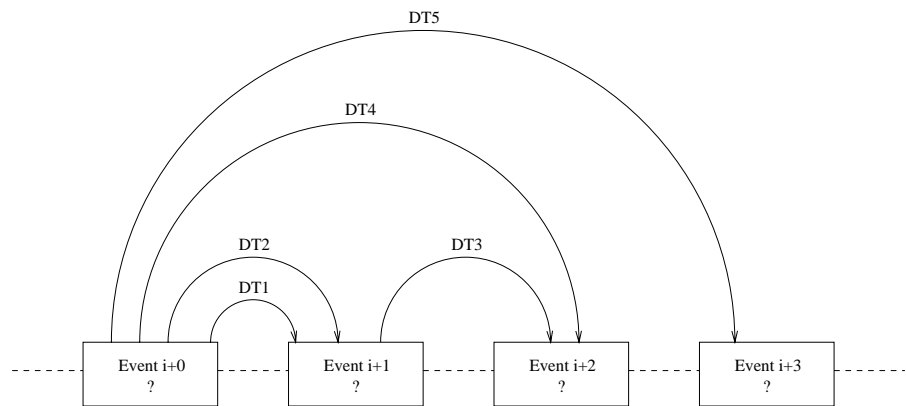 DT5
DT4
DT2
DT3
DT1
Event i+0
?
Event i+1
?
Event i+2
?
Event i+3
?